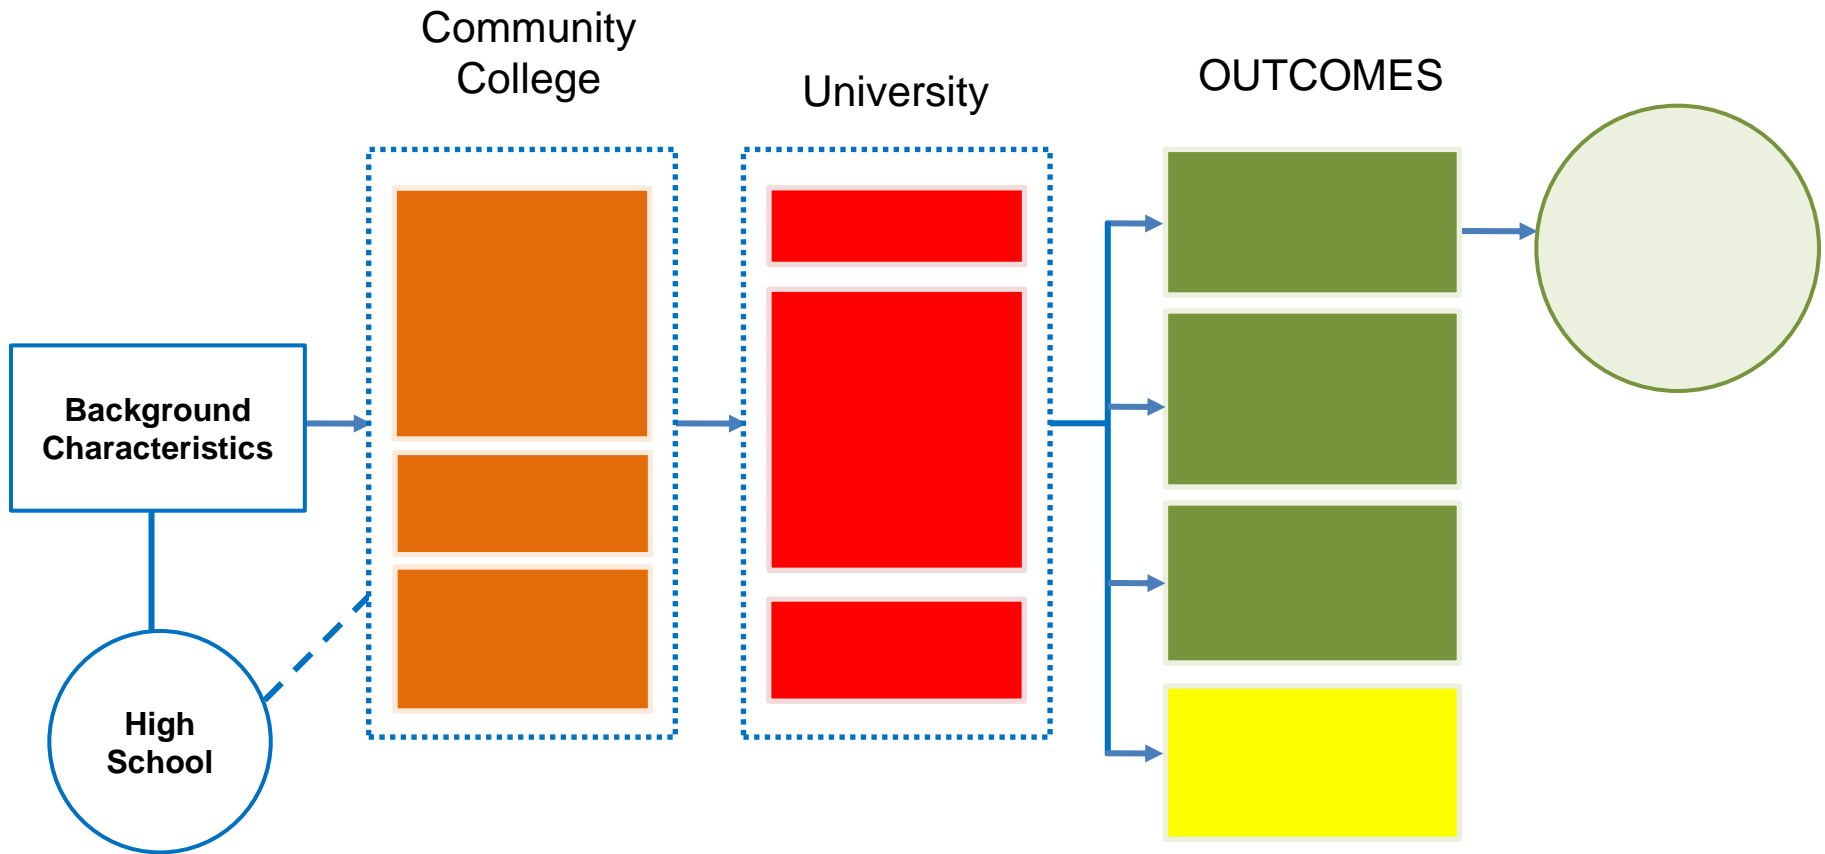 Community
College
University
OUTCOMES
Background
Characteristics
High
School